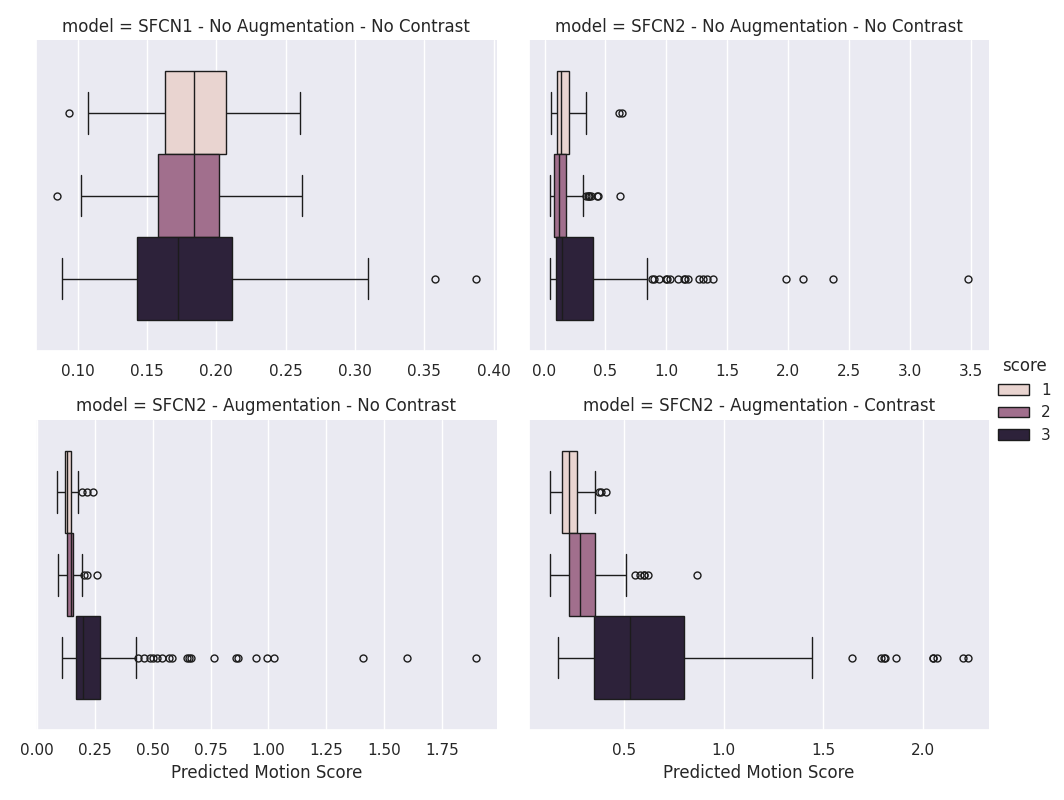 model = SFCN1 - No Augmentation - No Contrast
model = SFCN2 - No Augmentation - No Contrast
0.10 0.15 0.20 0.25 0.30 0.35 0.40
0.0 0.5 1.0 1.5 2.0 2.5 3.0 3.5
score
1
2
3
model = SFCN2 - Augmentation - No Contrast
model = SFCN2 - Augmentation - Contrast
0.00 0.25 0.50 0.75 1.00 1.25 1.50 1.75
0.5 1.0 1.5 2.0
Predicted Motion Score
Predicted Motion Score